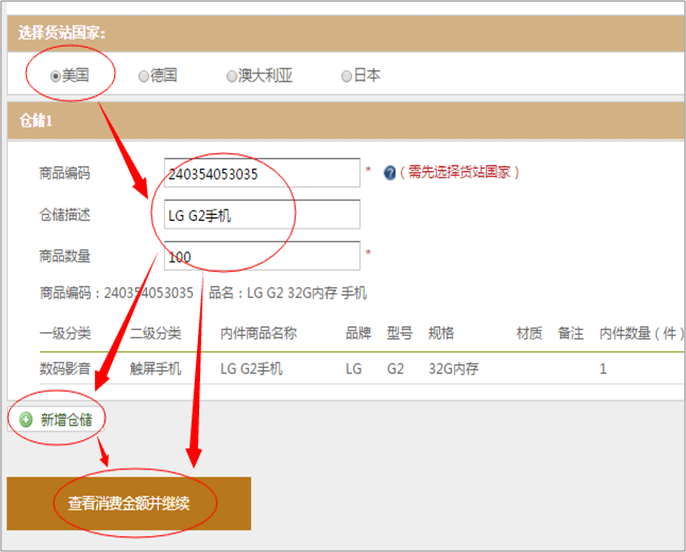 选择货站国家：
美国 德国 澳大利亚 日本
仓储1
商品编码 240354053035 * （需先选择货站国家）
仓储描述 LG G2手机
商品数量 100 *
商品编码：240354053035 品名：LG G2 32G内存 手机
一级分类 二级分类 内件商品名称 品牌 型号 规格 材质 备注 内件数量（件）
数码影音 触屏手机 LG G2手机 LG G2 32G内存 1
新增仓储
查看消费金额并继续